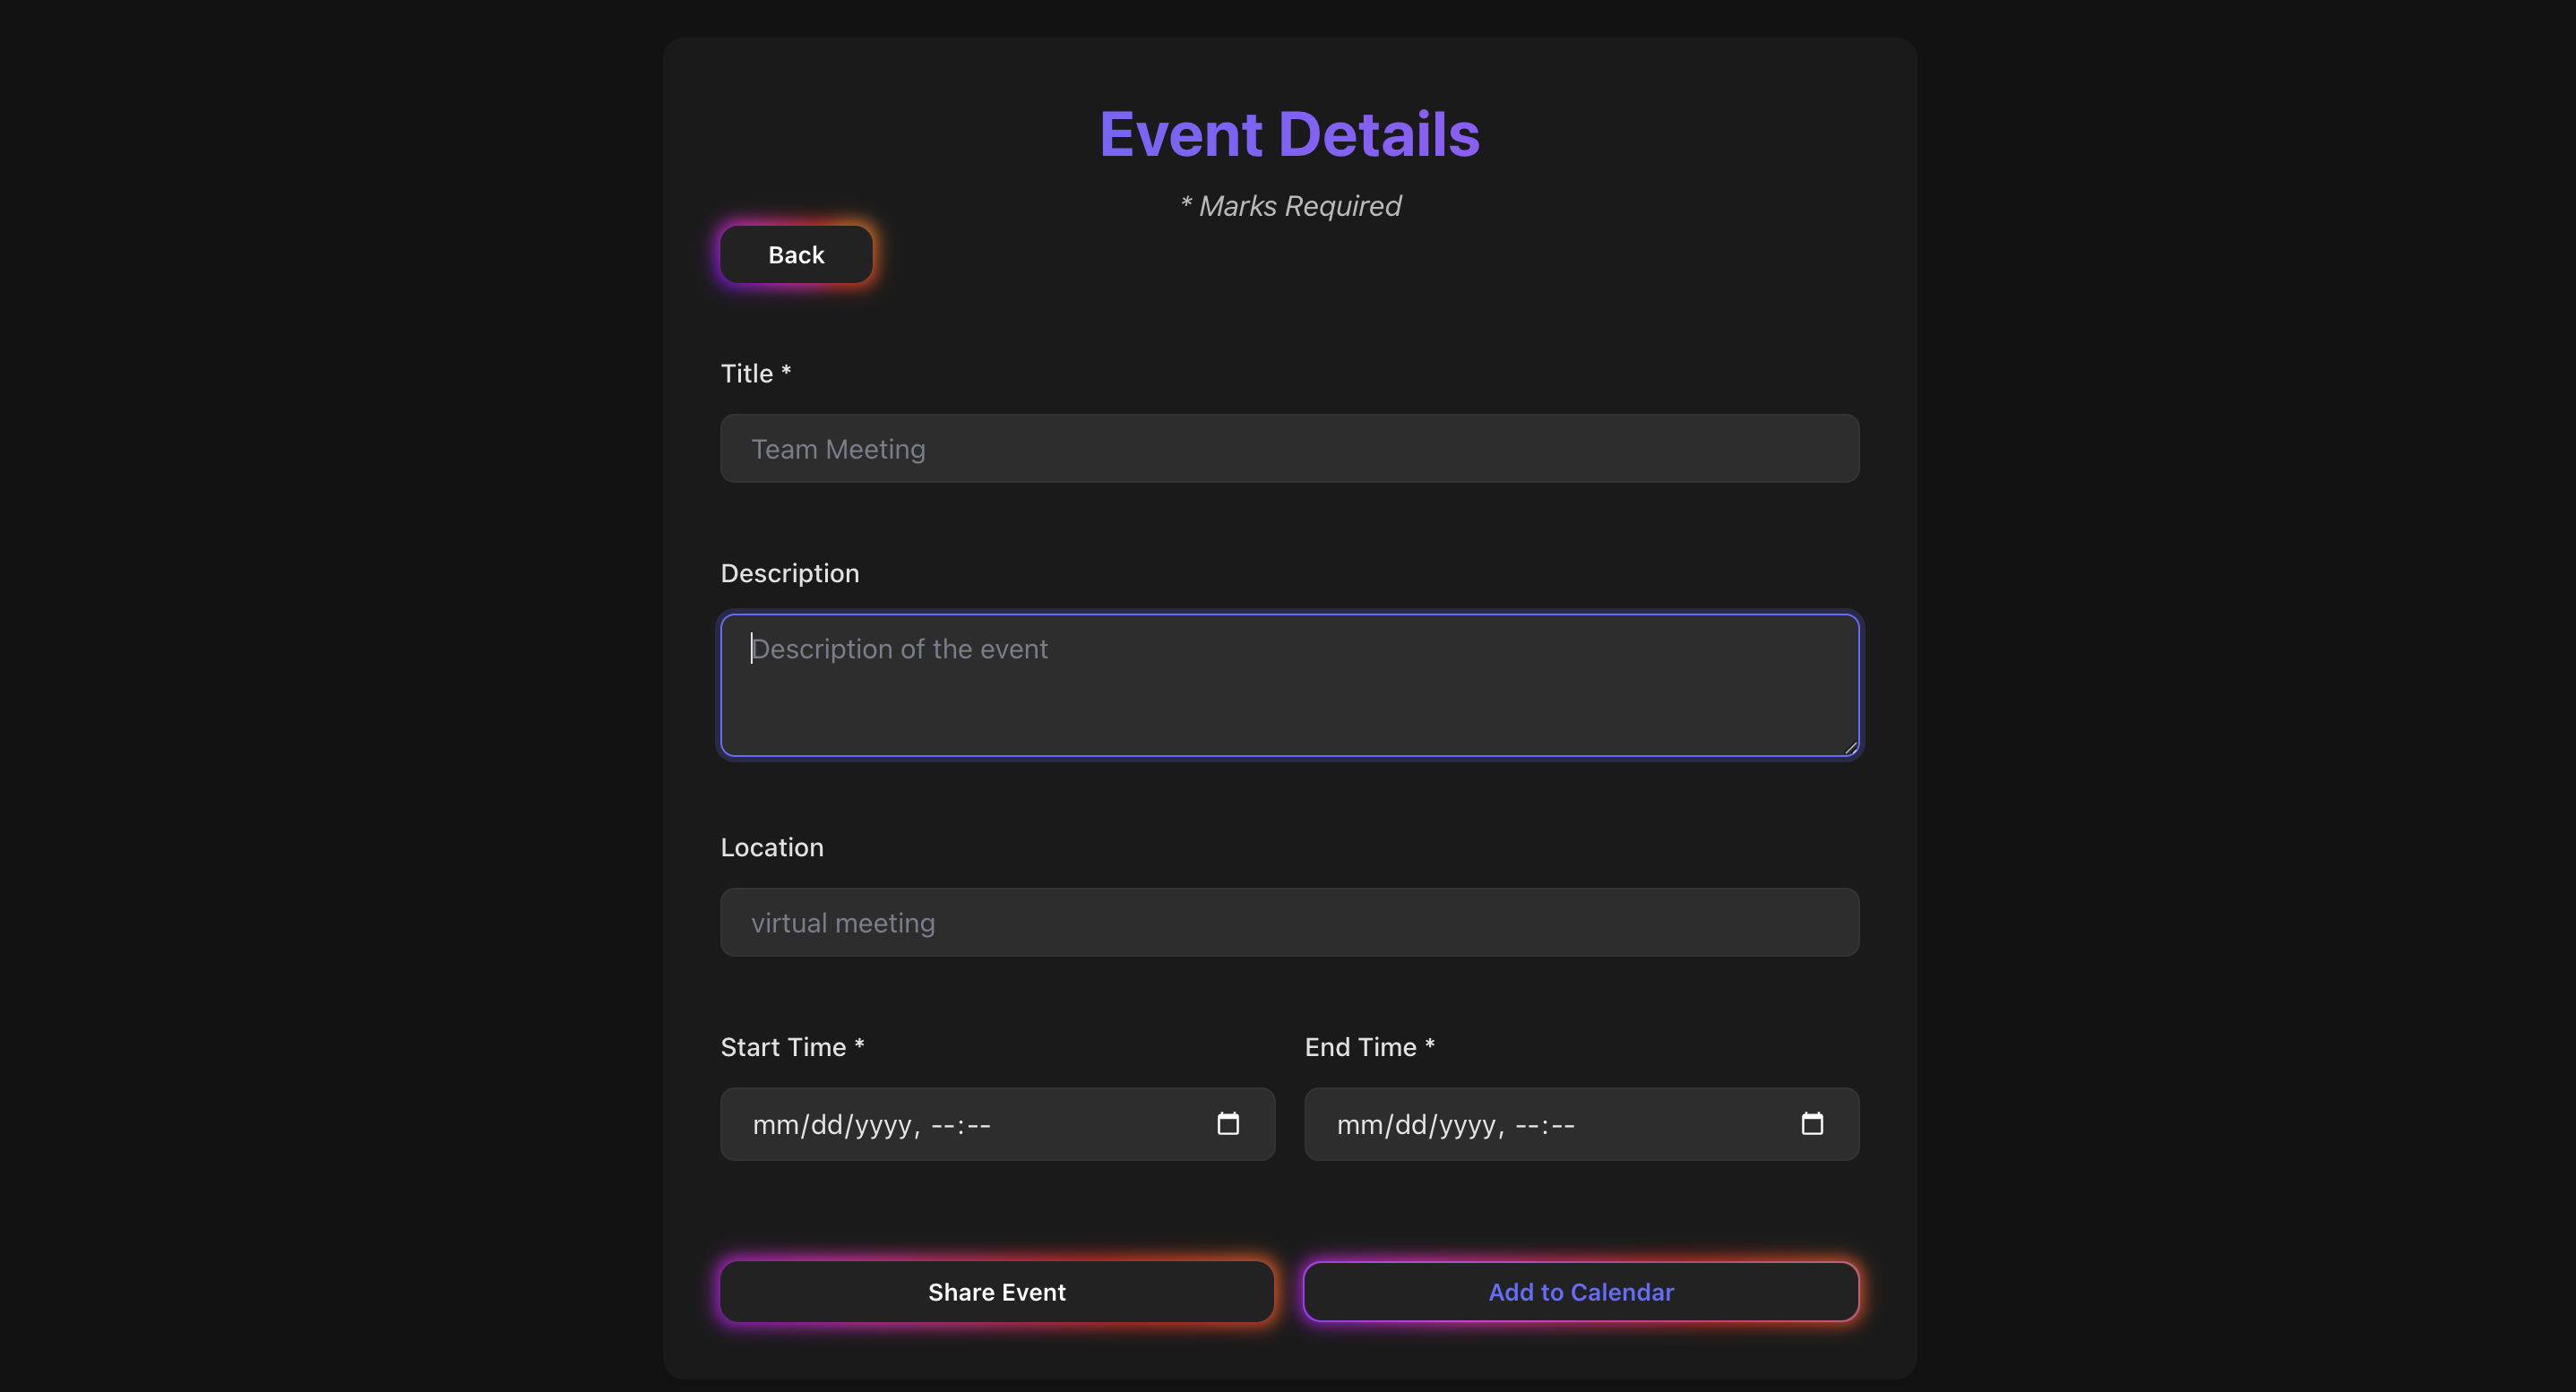 Event Details
* Marks Required
Back
Title *
Team Meeting
Description
Description of the event
Location
virtual meeting
Start Time * End Time *
mm/dd/yyyy, --:-- mm/dd/yyyy, --:--
Share Event Add to Calendar